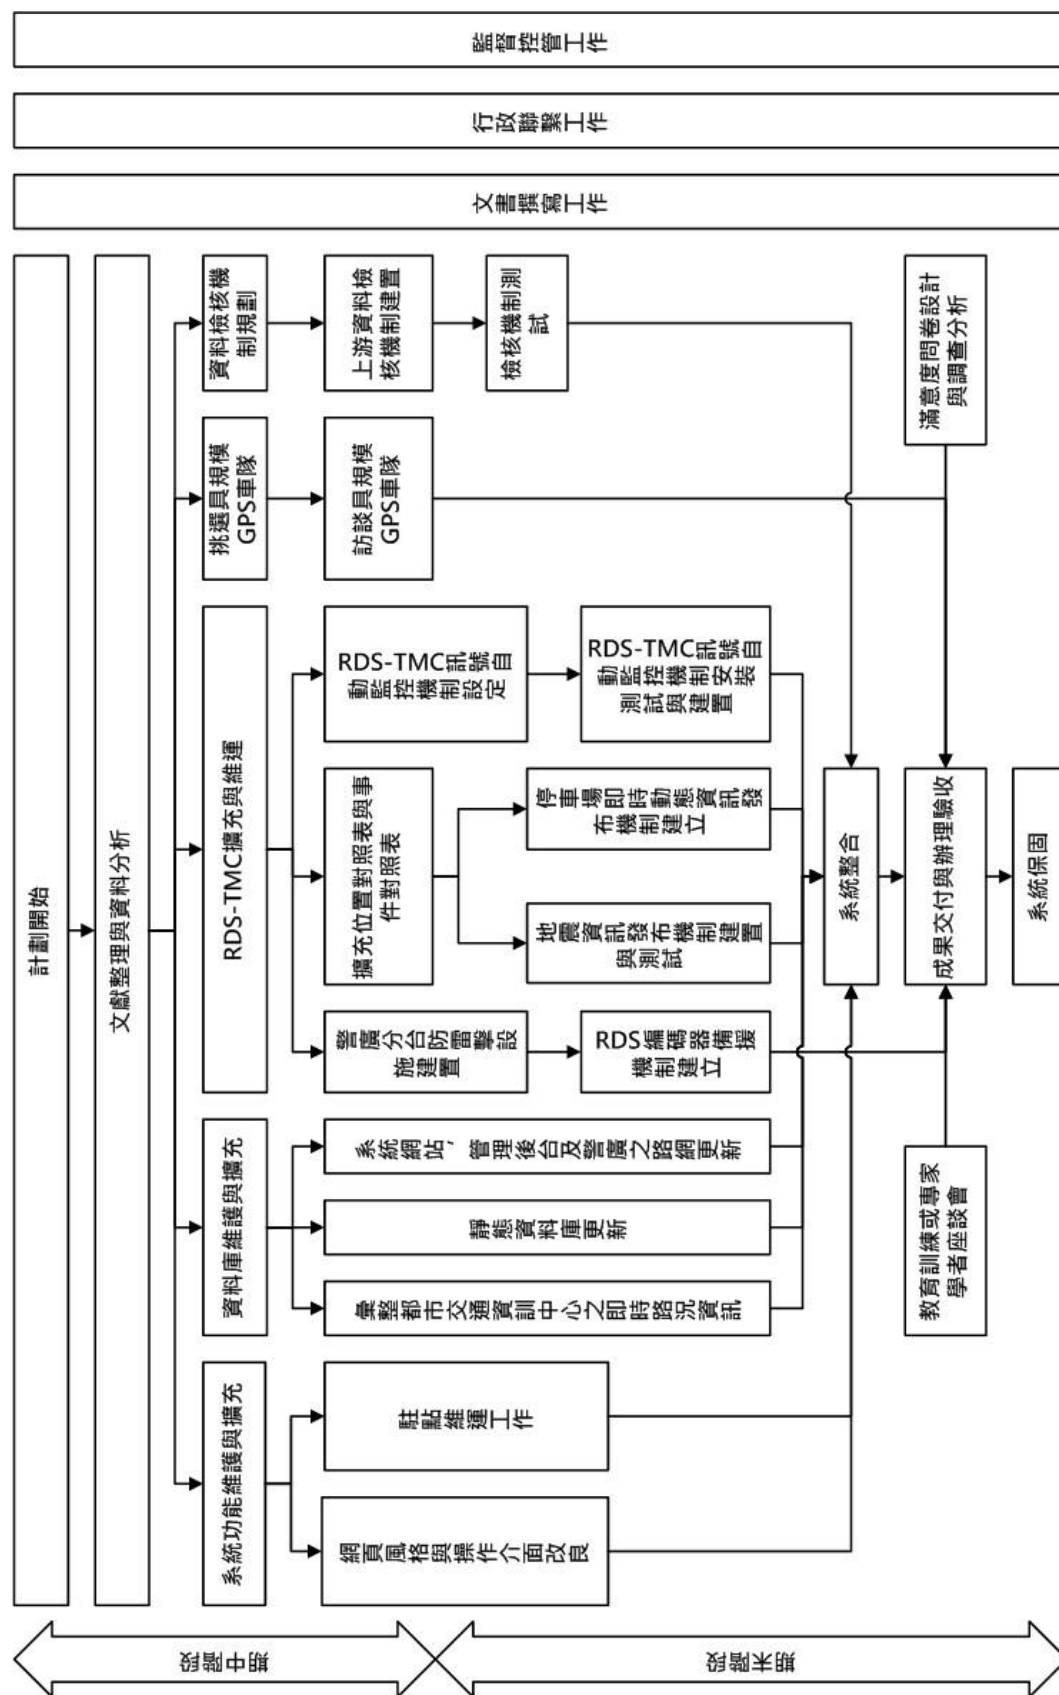 計劃開始
文獻整理與資料分析
系統功能維護與擴充
資料庫維護與擴充
RDS-TMC擴充與維運
挑選具規模
GPS車隊
資料檢核機
制規劃
網頁風格與操作介面改良
駐點維運工作
彙整都市交通資訓中心之即時路況資訊
靜態資料庫更新
系統網站，管理後台及警廣之路網更新
警廣分台防雷擊設
施建置
擴充位置對照表與事
件對照表
RDS-TMC訊號自
動監控機制設定
訪談具規模
GPS車隊
上游資料檢
核機制建置
檢核機制測
試
RDS編碼器備援
機制建立
地震資訊發布機制建置
與測試
停車場即時動態資訊發
布機制建立
RDS-TMC訊號自
動監控機制安裝
測試與建置
系統整合
教育訓練或專家
學者座談會
成果交付與辦理驗收
滿意度問卷設計
與調查分析
系統保固
文書撰寫工作
行政聯繫工作
監督控管工作
期中階段
期末階段